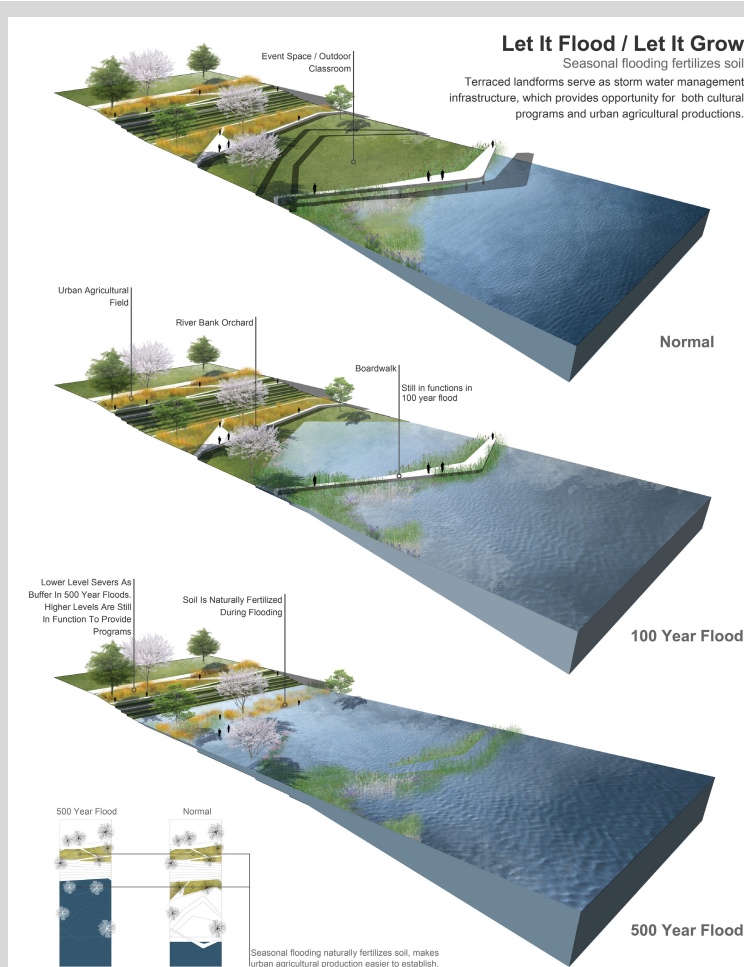 Let It Flood / Let It Grow
Seasonal flooding fertilizes soil
Terraced landforms serve as storm water management
infrastructure, which provides opportunity for both cultural
programs and urban agricultural productions.
Event Space / Outdoor
Classroom
Normal
Urban Agricultural
Field
River Bank Orchard
Boardwalk
Still in functions in
100 year flood
100 Year Flood
Lower Level Severs As
Buffer In 500 Year Floods.
Higher Levels Are Still
In Function To Provide
Programs
Soil Is Naturally Fertilized
During Flooding
500 Year Flood
500 Year Flood
Normal
Seasonal flooding naturally fertilizes soil, makes
urban agricultural production easier to establish.